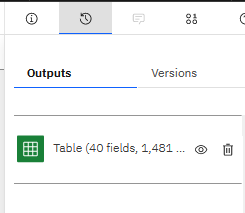 Outputs Versions
Table (40 fields, 1,481 ...